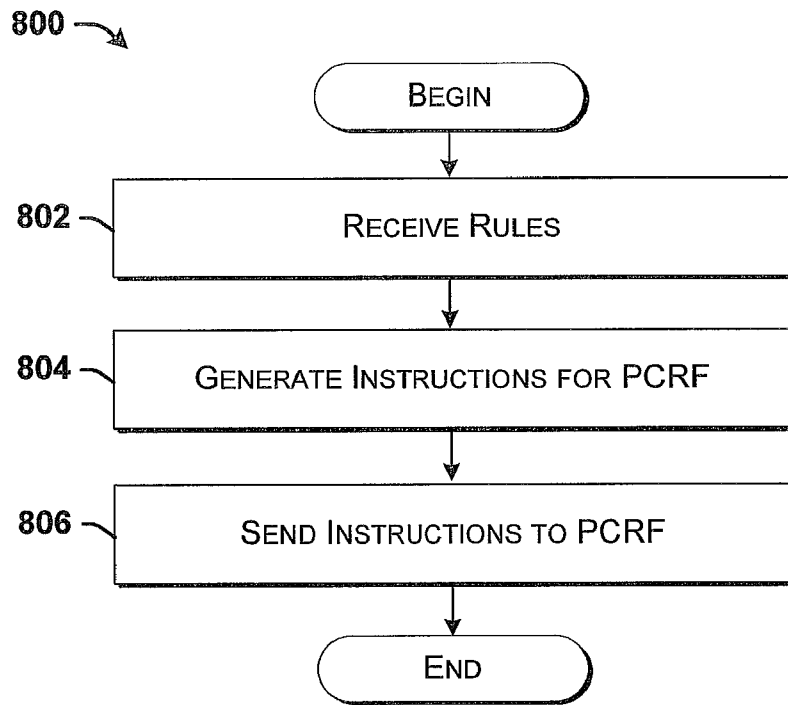 800
BEGIN
802
RECEIVE RULES
804
GENERATE INSTRUCTIONS FOR PCRF
806
SEND INSTRUCTIONS TO PCRF
END